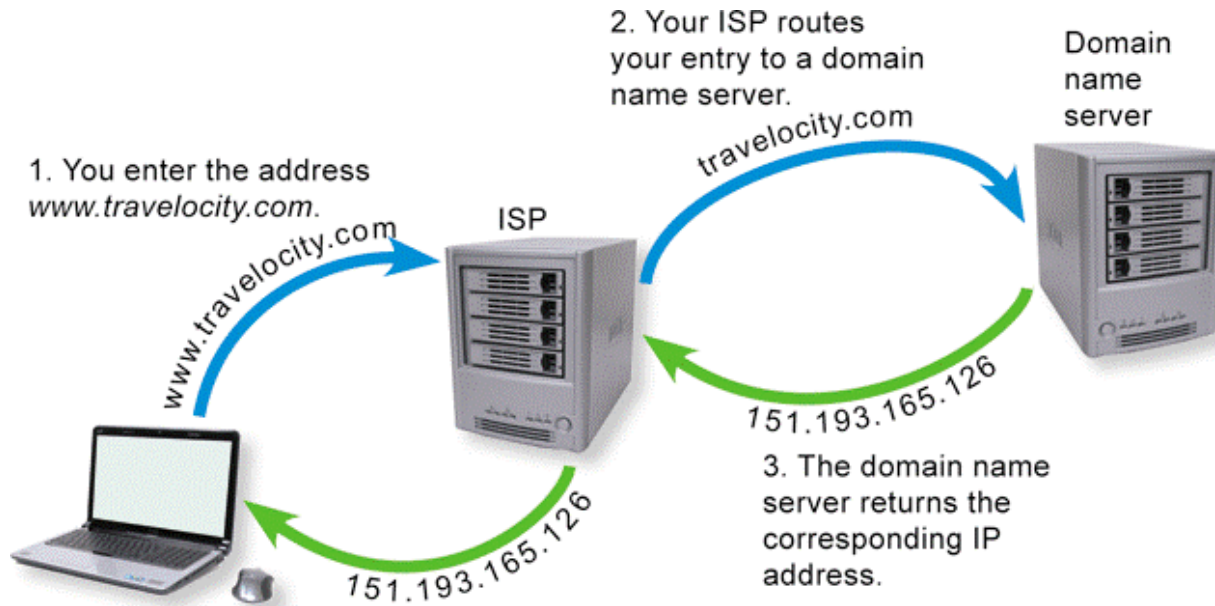 1. You enter the address
www.travelocity.com.
www.travelocity.com
ISP
2. Your ISP routes
your entry to a domain
name server.
travelocity.com
Domain
name
server
151.193.165.126
3. The domain name
server returns the
corresponding IP
address.
151.193.165.126